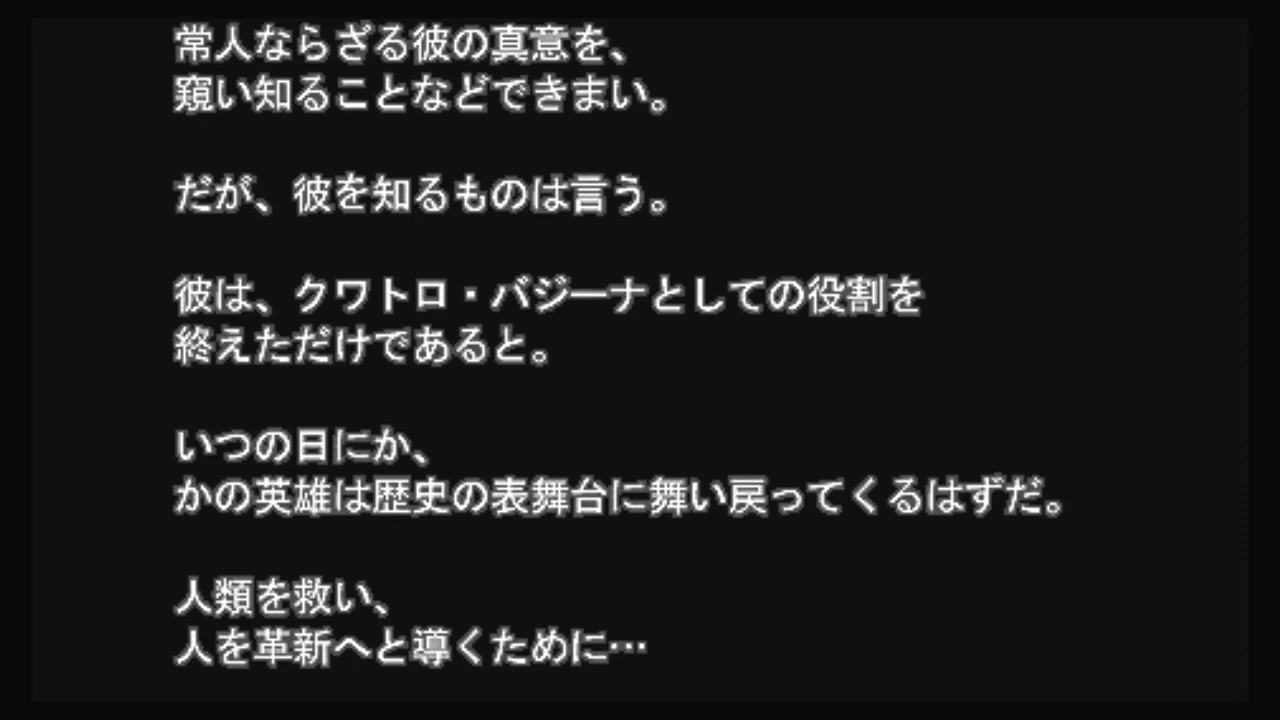 常人ならざる彼の真意を、
窺い知ることなどできまい。
だが、彼を知るものは言う。
彼は、クワトロ・バジーナとしての役割を
終えただけであると。
いつの日にか、
かの英雄は歴史の表舞台に舞い戻ってくるはずだ。
人類を救い、
人を革新へと導くために…